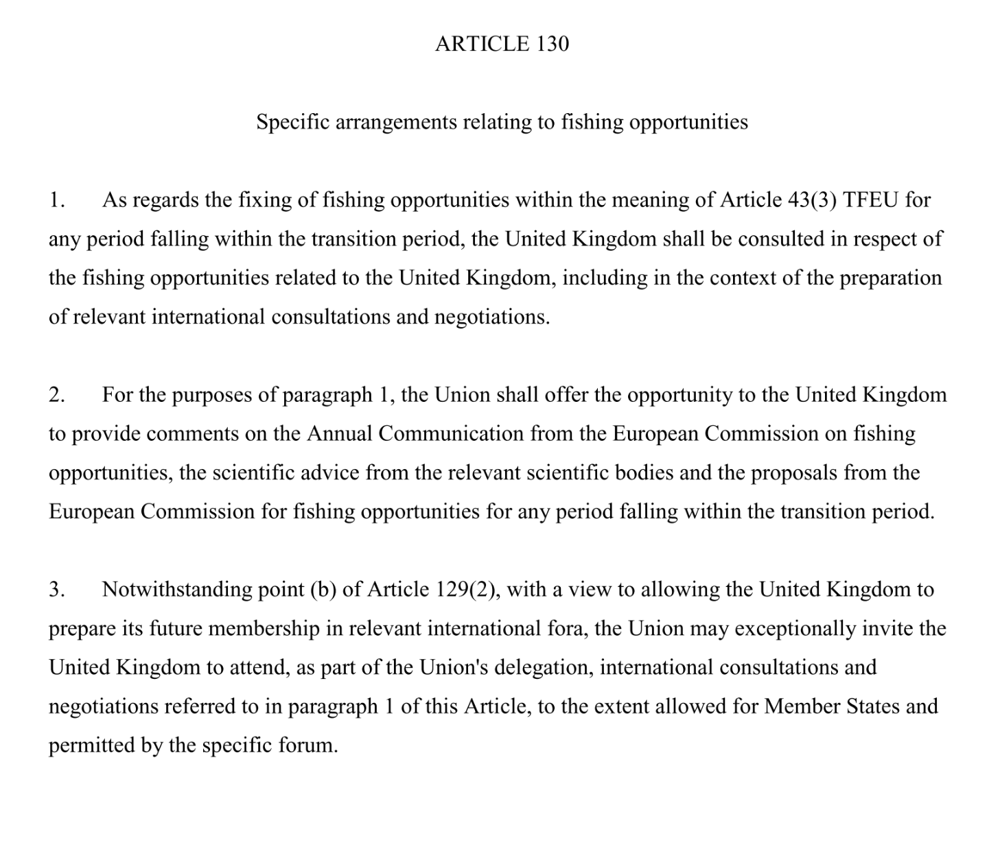 ARTICLE 130
Specific arrangements relating to fishing opportunities
1. As regards the fixing of fishing opportunities within the meaning of Article 43(3) TFEU for
any period falling within the transition period, the United Kingdom shall be consulted in respect of
the fishing opportunities related to the United Kingdom, including in the context of the preparation
of relevant international consultations and negotiations.
2. For the purposes of paragraph 1, the Union shall offer the opportunity to the United Kingdom
to provide comments on the Annual Communication from the European Commission on fishing
opportunities, the scientific advice from the relevant scientific bodies and the proposals from the
European Commission for fishing opportunities for any period falling within the transition period.
3. Notwithstanding point (b) of Article 129(2), with a view to allowing the United Kingdom to
prepare its future membership in relevant international fora, the Union may exceptionally invite the
United Kingdom to attend, as part of the Union's delegation, international consultations and
negotiations referred to in paragraph 1 of this Article, to the extent allowed for Member States and
permitted by the specific forum.